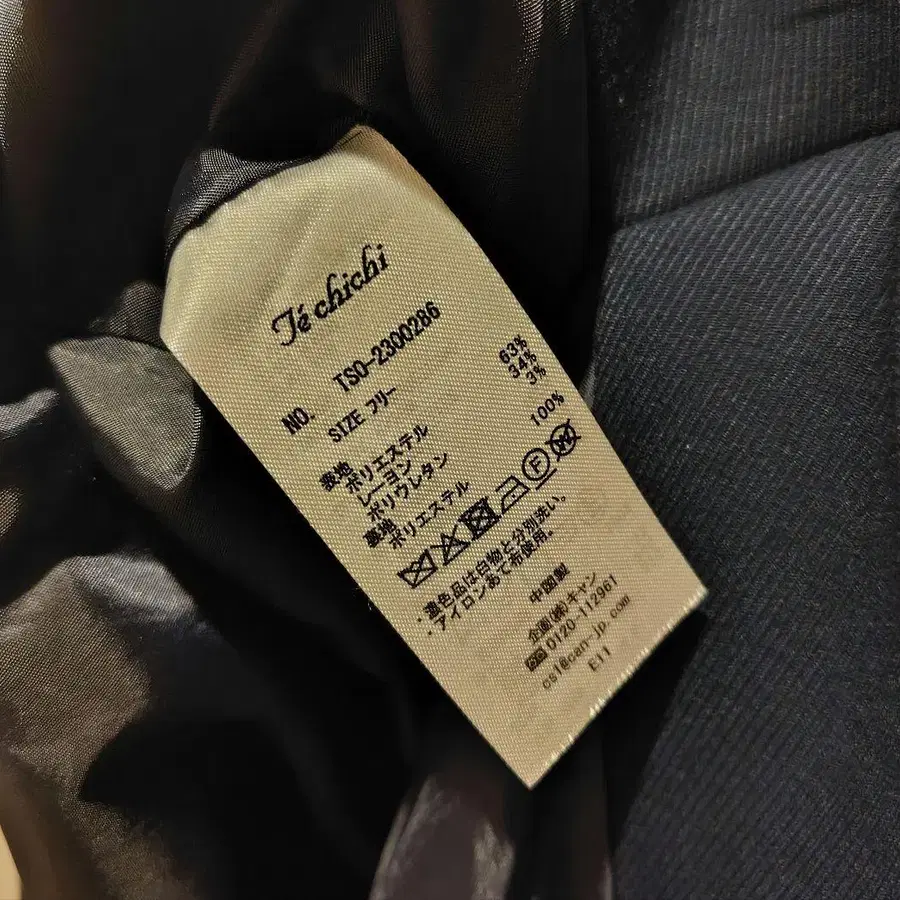 Té chichi
NO. TSO-2300286
SIZE フリー
表地
ポリエステル 63%
レーヨン 34%
ポリウレタン 3%
裏地
ポリエステル 100%
F W
・濃色品は白物と分別洗い。
・アイロンあて布使用。
中国製
企画(株)キャン
0120-112961
cs1@can-jp.com
E11